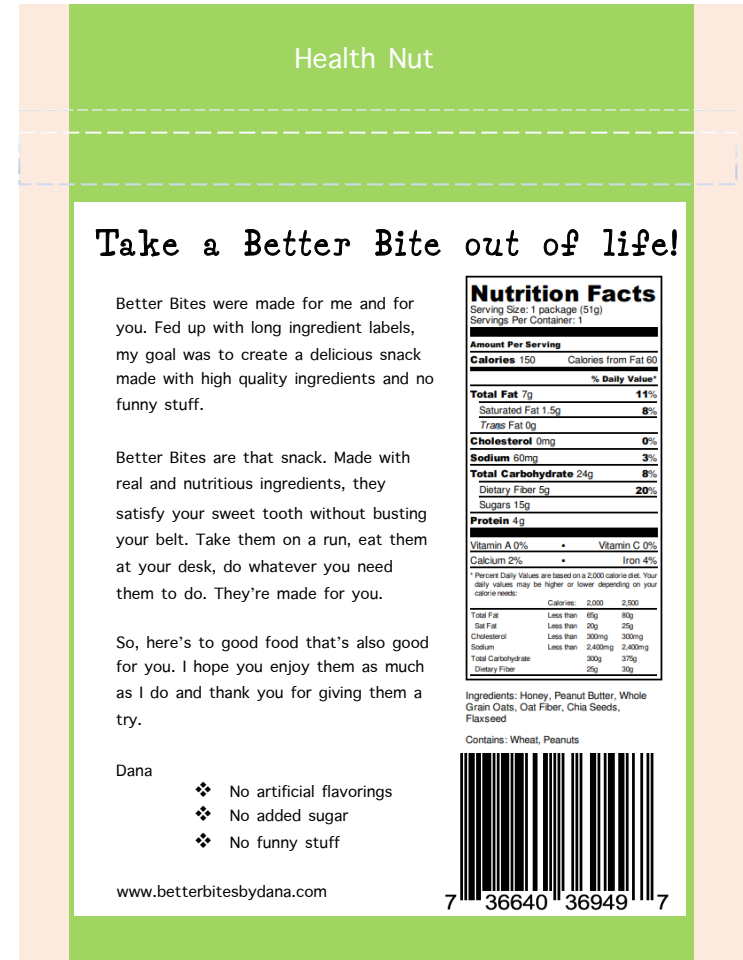 Health Nut
Take a Better Bite out of life!
Better Bites were made for me and for
you. Fed up with long ingredient labels,
my goal was to create a delicious snack
made with high quality ingredients and no
funny stuff.
Better Bites are that snack. Made with
real and nutritious ingredients, they
satisfy your sweet tooth without busting
your belt. Take them on a run, eat them
at your desk, do whatever you need
them to do. They're made for you.
So, here's to good food that's also good
for you. I hope you enjoy them as much
as I do and thank you for giving them a
try.
Dana
❖ No artificial flavorings
❖ No added sugar
❖ No funny stuff
www.betterbitesbydana.com
Nutrition Facts
Serving Size: 1 package (51g)
Servings Per Container: 1
Amount Per Serving
Calories 150 Calories from Fat 60
% Daily Value*
Total Fat 7g 11%
Saturated Fat 1.5g 8%
Trans Fat 0g
Cholesterol 0mg 0%
Sodium 60mg 3%
Total Carbohydrate 24g 8%
Dietary Fiber 5g 20%
Sugars 15g
Protein 4g
Vitamin A 0% • Vitamin C 0%
Calcium 2% • Iron 4%
* Percent Daily Values are based on a 2,000 calorie diet. Your
daily values may be higher or lower depending on your
calorie needs:
Calories: 2,000 2,500
Total Fat Less than 65g 80g
Sat Fat Less than 20g 25g
Cholesterol Less than 300mg 300mg
Sodium Less than 2,400mg 2,400mg
Total Carbohydrate 300g 375g
Dietary Fiber 25g 30g
Ingredients: Honey, Peanut Butter, Whole
Grain Oats, Oat Fiber, Chia Seeds,
Flaxseed
Contains: Wheat, Peanuts
7 36640 36949 7